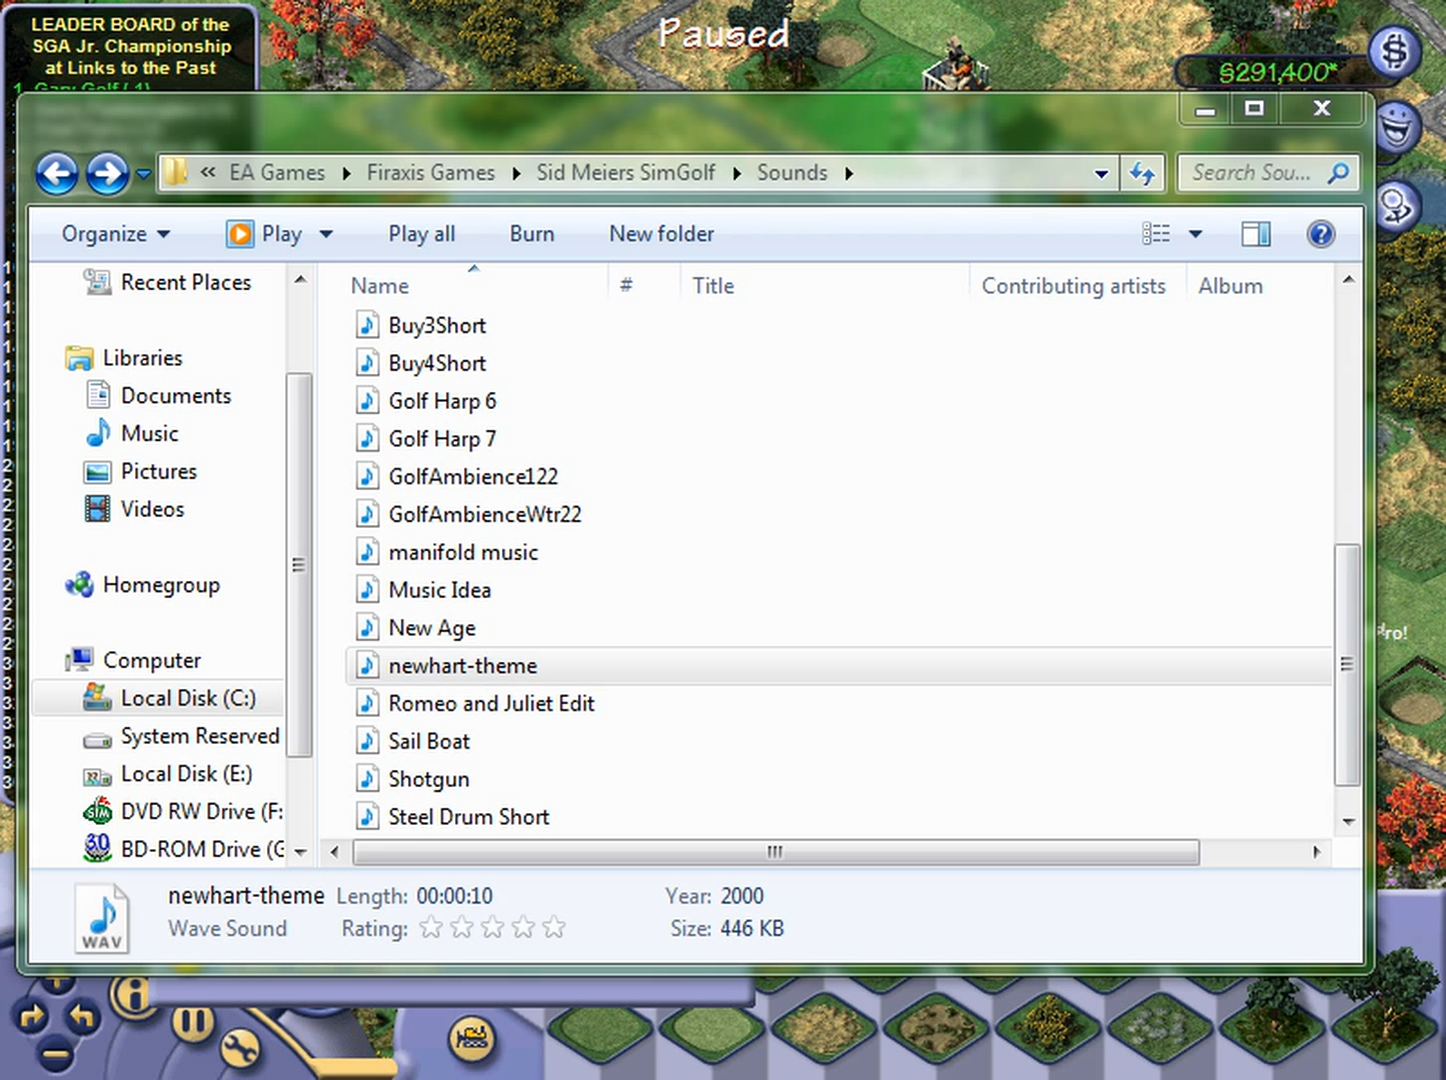 LEADER BOARD of the
SGA Jr. Championship
at Links to the Past
Paused
§291,400*
« EA Games Firaxis Games Sid Meiers SimGolf Sounds
Search Sou...
Organize Play Play all Burn New folder
Recent Places
Libraries
Documents
Music
Pictures
Videos
Homegroup
Computer
Local Disk (C:)
System Reserved
Local Disk (E:)
DVD RW Drive (F:
BD-ROM Drive (G
Name # Title Contributing artists Album
Buy3Short
Buy4Short
Golf Harp 6
Golf Harp 7
GolfAmbience122
GolfAmbienceWtr22
manifold music
Music Idea
New Age
newhart-theme
Romeo and Juliet Edit
Sail Boat
Shotgun
Steel Drum Short
ro!
newhart-theme Length: 00:00:10 Year: 2000
Wave Sound Rating: Size: 446 KB
WAV